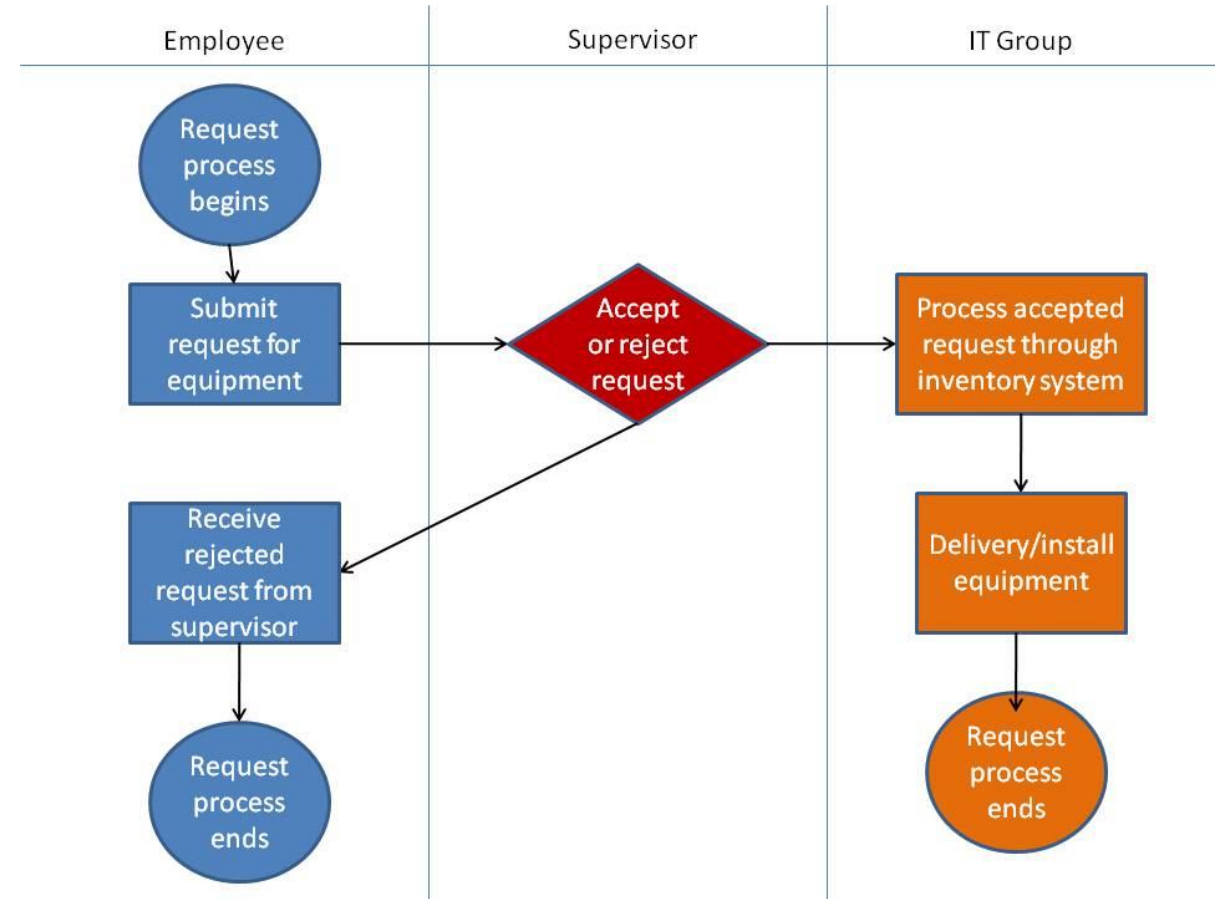 Employee
Supervisor
IT Group
Request
process
begins
Submit
request for
equipment
Accept
or reject
request
Process accepted
request through
inventory system
Receive
rejected
request from
supervisor
Delivery/install
equipment
Request
process
ends
Request
process
ends